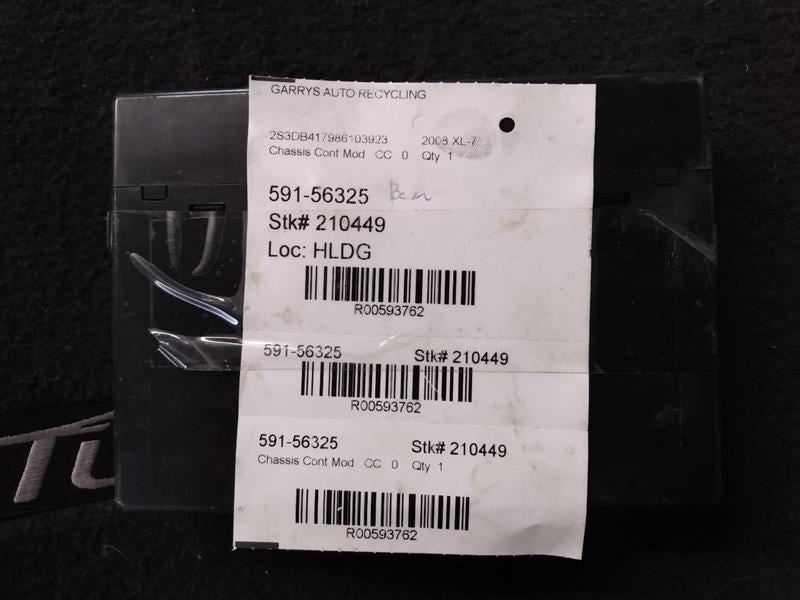 GARRYS AUTO RECYCLING
2S3DB417986103923 2008 XL-7
Chassis Cont Mod CC 0 Qty 1
591-56325 Bcm
Stk# 210449
Loc: HLDG
R00593762
591-56325 Stk# 210449
R00593762
591-56325 Stk# 210449
Chassis Cont Mod CC 0 Qty 1
R00593762